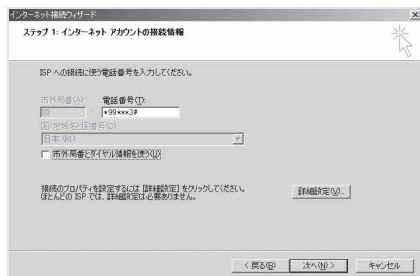 インターネット接続ウィザード
ステップ 1: インターネット アカウントの接続情報
ISP への接続に使う電話番号を入力してください。
市外局番(A) 電話番号(T):
00 - *99***3#
国/地域名と国番号(C)
日本 (81)
市外局番とダイヤル情報を使う(U)
接続のプロパティを設定するには [詳細設定] をクリックしてください。
ほとんどの ISP では、詳細設定は必要ありません。
詳細設定(V)...
< 戻る(B) 次へ(N) > キャンセル